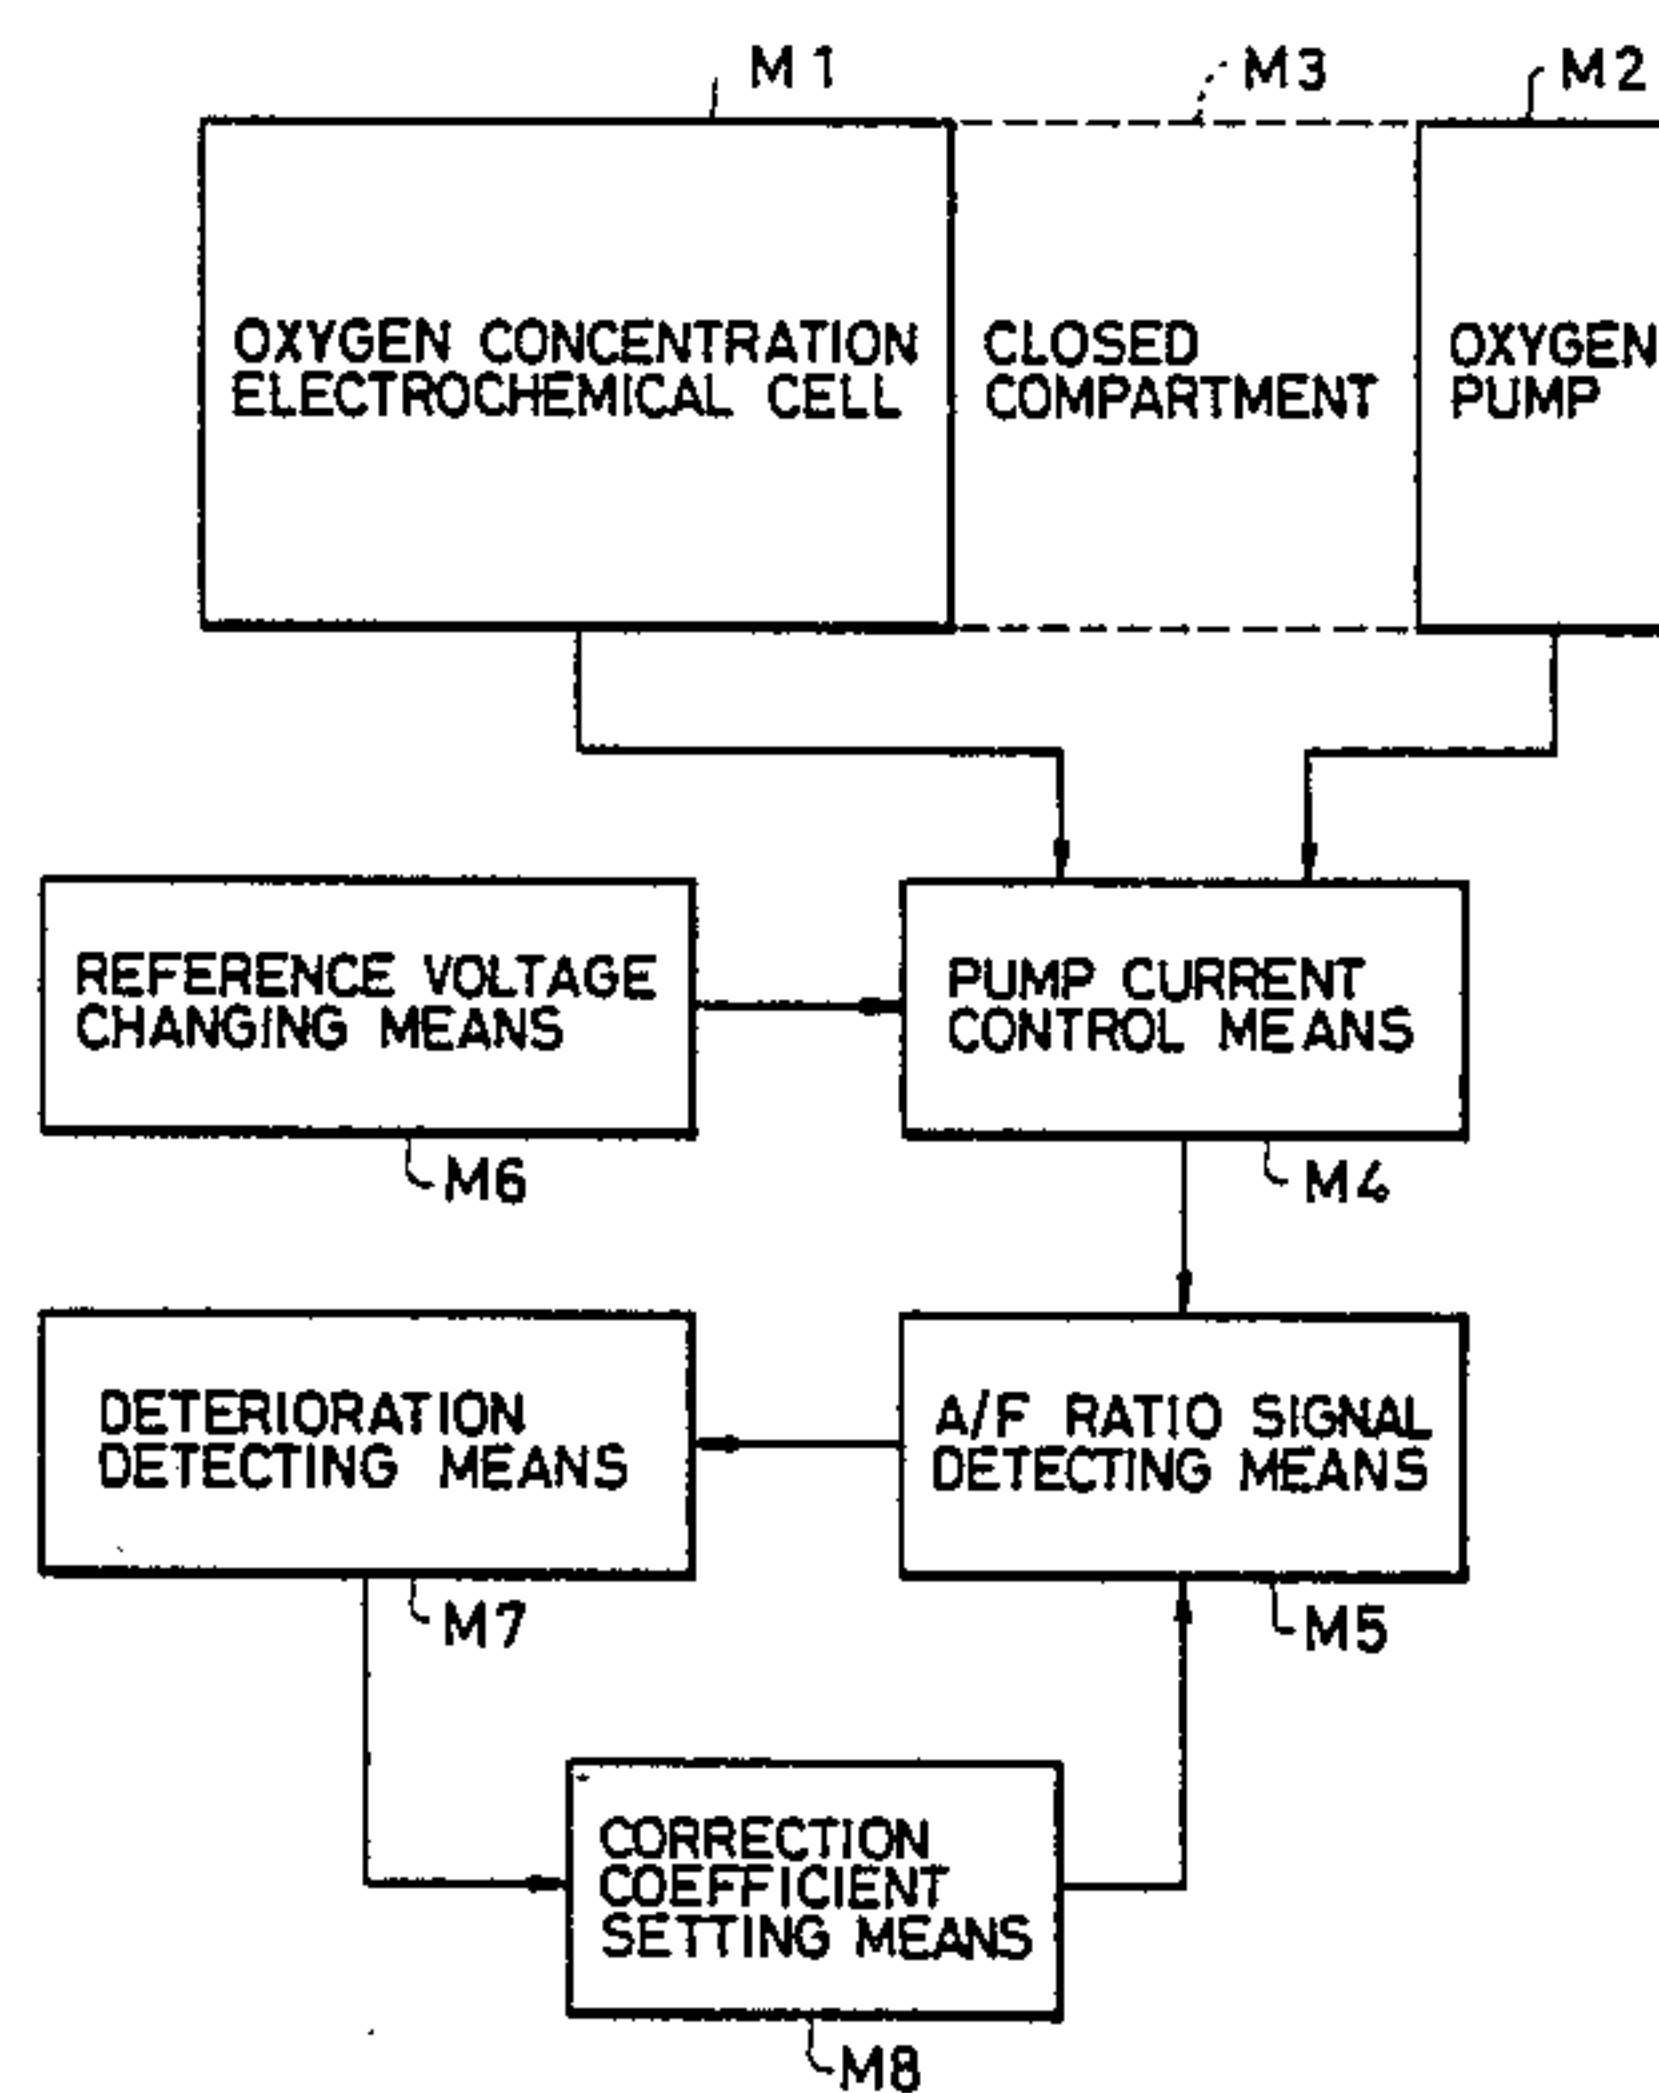 M1
M3
M2
OXYGEN CONCENTRATION
ELECTROCHEMICAL CELL
CLOSED
COMPARTMENT
OXYGEN
PUMP
REFERENCE VOLTAGE
CHANGING MEANS
PUMP CURRENT
CONTROL MEANS
M6
M4
DETERIORATION
DETECTING MEANS
A/F RATIO SIGNAL
DETECTING MEANS
M7
M5
CORRECTION
COEFFICIENT
SETTING MEANS
M8